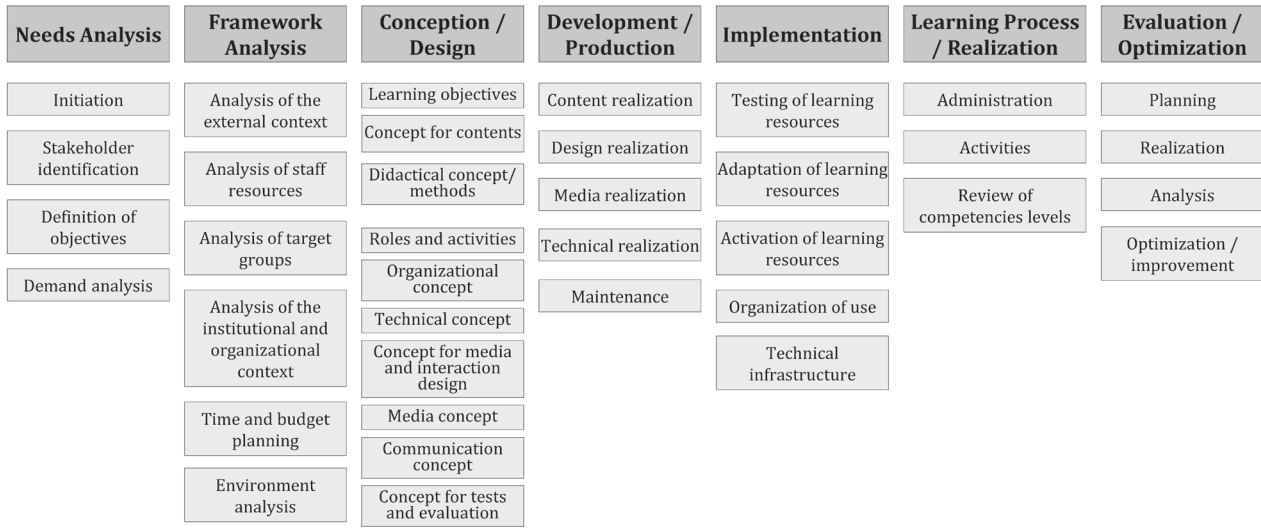 Needs Analysis
Initiation
Stakeholder
identification
Definition of
objectives
Demand analysis
Framework
Analysis
Analysis of the
external context
Analysis of staff
resources
Analysis of target
groups
Analysis of the
institutional and
organizational
context
Time and budget
planning
Environment
analysis
Conception /
Design
Learning objectives
Concept for contents
Didactical concept/
methods
Roles and activities
Organizational
concept
Technical concept
Concept for media
and interaction
design
Media concept
Communication
concept
Concept for tests
and evaluation
Development /
Production
Content realization
Design realization
Media realization
Technical realization
Maintenance
Implementation
Testing of learning
resources
Adaptation of learning
resources
Activation of learning
resources
Organization of use
Technical
infrastructure
Learning Process
/ Realization
Administration
Activities
Review of
competencies levels
Evaluation /
Optimization
Planning
Realization
Analysis
Optimization /
improvement